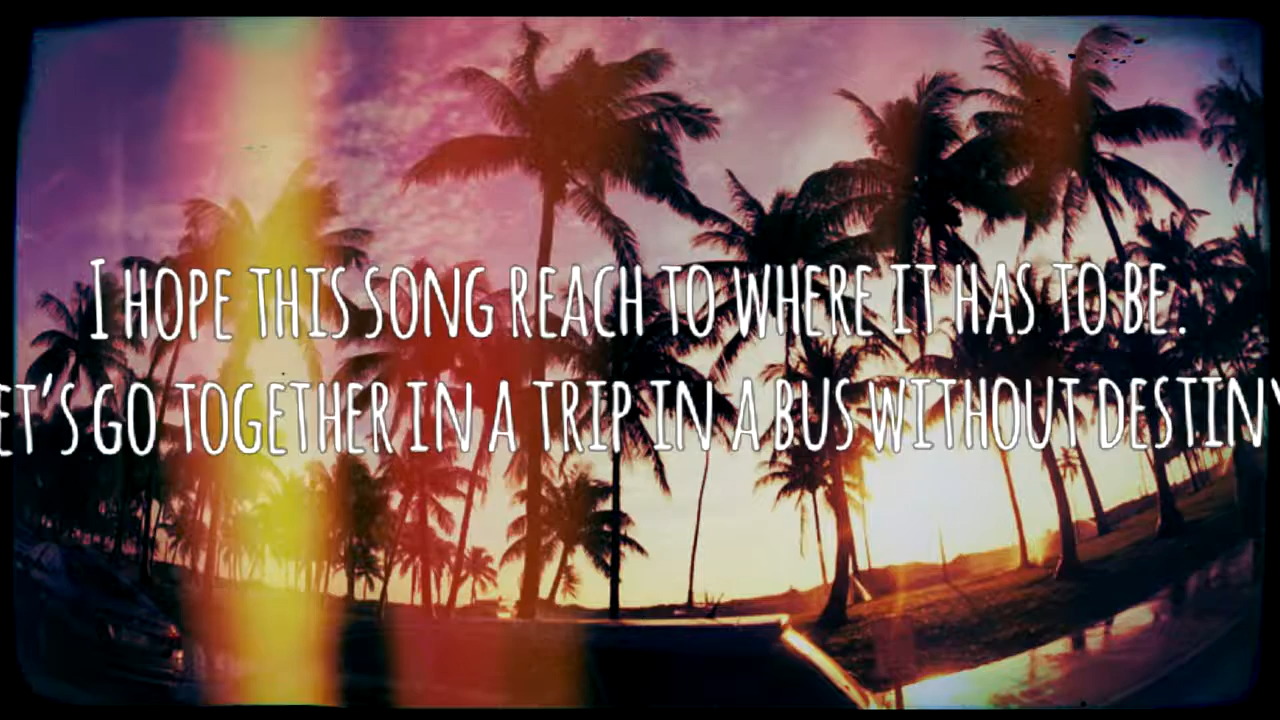 I HOPE THIS SONG REACH TO WHERE IT HAS TO BE.
ET'S GO TOGETHER IN A TRIP IN A BUS WITHOUT DESTINY